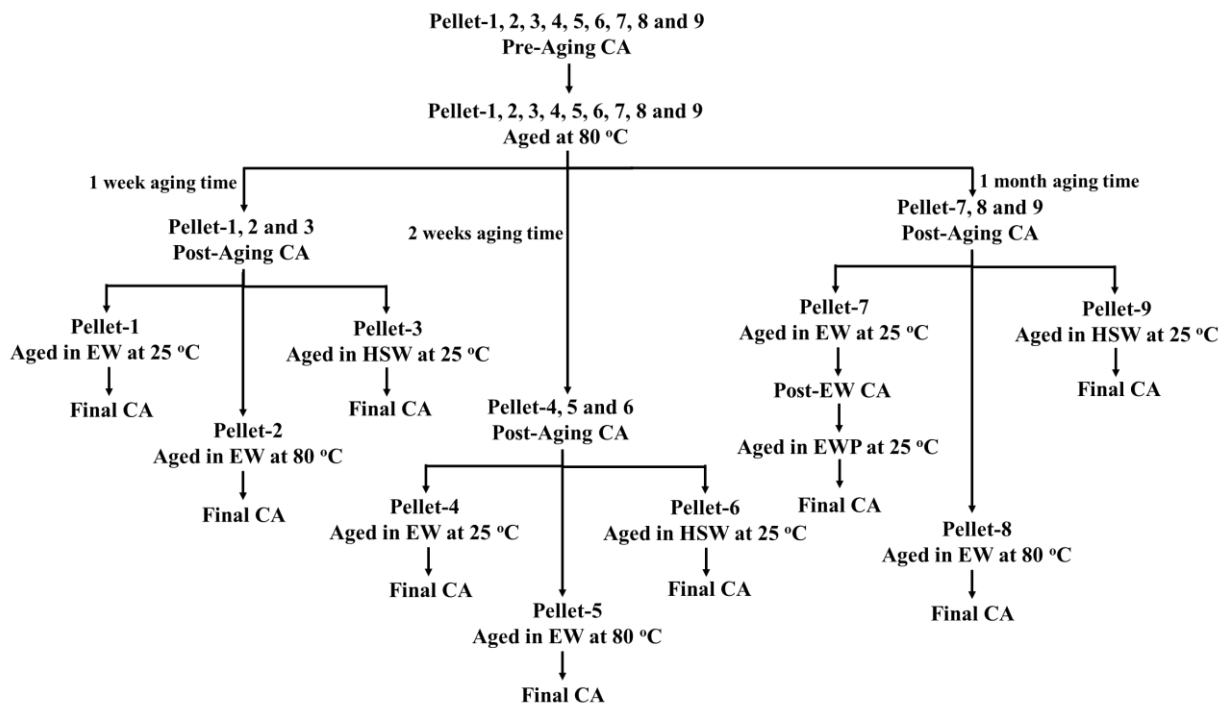 Pellet-1, 2, 3, 4, 5, 6, 7, 8 and 9
Pre-Aging CA
Pellet-1, 2, 3, 4, 5, 6, 7, 8 and 9
Aged at 80 °C
1 week aging time
Pellet-1, 2 and 3
Post-Aging CA
Pellet-1
Aged in EW at 25 °C
Final CA
Pellet-2
Aged in EW at 80 °C
Final CA
Pellet-3
Aged in HSW at 25 °C
Final CA
2 weeks aging time
Pellet-4, 5 and 6
Post-Aging CA
Pellet-4
Aged in EW at 25 °C
Final CA
Pellet-5
Aged in EW at 80 °C
Final CA
Pellet-6
Aged in HSW at 25 °C
Final CA
1 month aging time
Pellet-7, 8 and 9
Post-Aging CA
Pellet-7
Aged in EW at 25 °C
Post-EW CA
Aged in EWP at 25 °C
Final CA
Pellet-8
Aged in EW at 80 °C
Final CA
Pellet-9
Aged in HSW at 25 °C
Final CA